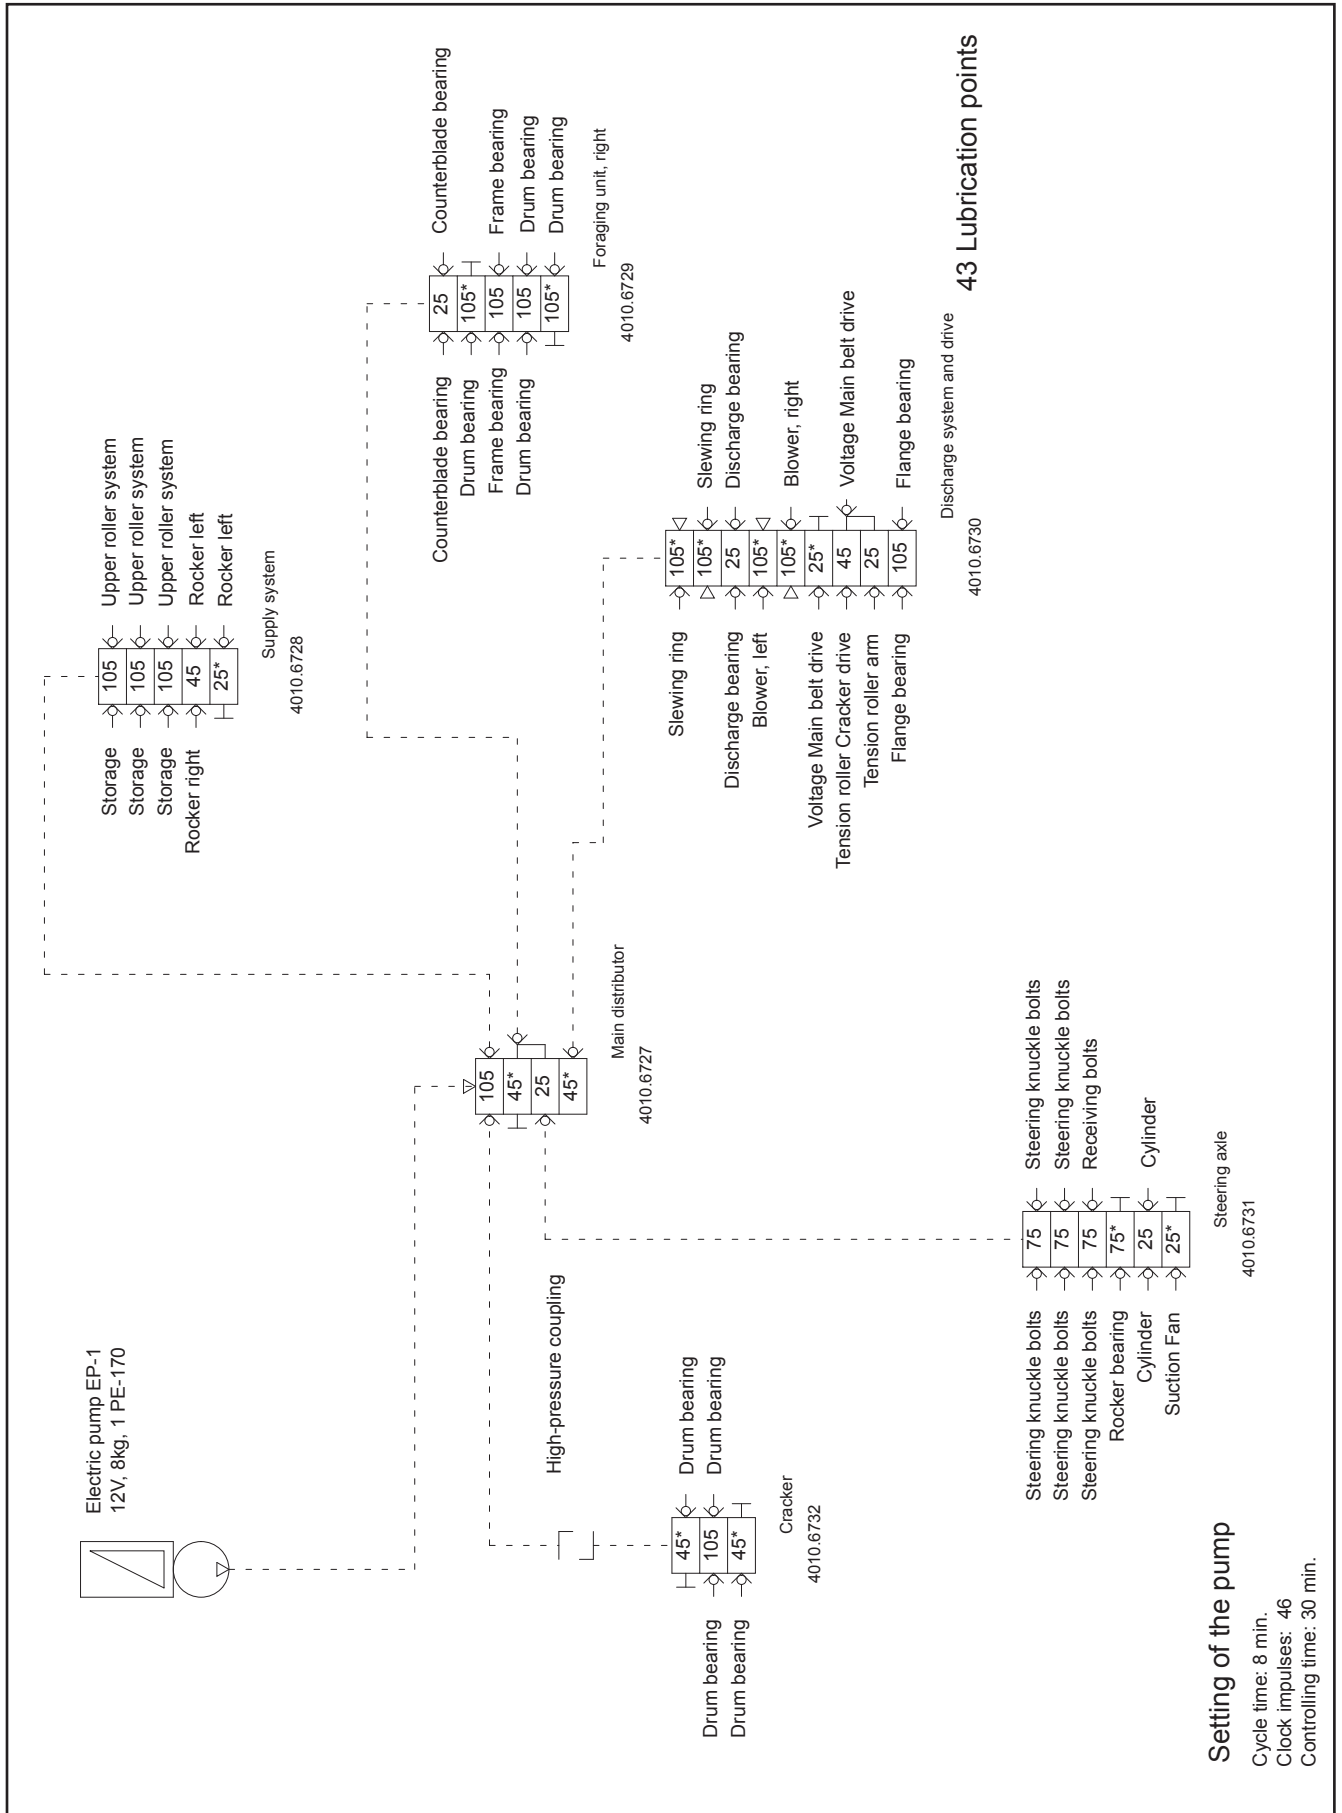 Electric pump EP-1
12V, 8kg, 1 PE-170
High-pressure coupling
Drum bearing
Drum bearing
45*
105
45*
Drum bearing
Drum bearing
Cracker
4010.6732
Setting of the pump
Cycle time: 8 min.
Clock impulses: 46
Controlling time: 30 min.
105
45*
25
45*
Main distributor
4010.6727
Steering knuckle bolts
Steering knuckle bolts
Steering knuckle bolts
Rocker bearing
Cylinder
Suction Fan
75
75
75
75*
25
25*
Steering knuckle bolts
Steering knuckle bolts
Receiving bolts
Cylinder
Steering axle
4010.6731
Storage
Storage
Storage
Rocker right
105
105
105
45
25*
Upper roller system
Upper roller system
Upper roller system
Rocker left
Rocker left
Supply system
4010.6728
Counterblade bearing
Drum bearing
Frame bearing
Drum bearing
25
105*
105
105
105*
Counterblade bearing
Frame bearing
Drum bearing
Drum bearing
Foraging unit, right
4010.6729
Slewing ring
Discharge bearing
Blower, left
Voltage Main belt drive
Tension roller Cracker drive
Tension roller arm
Flange bearing
105*
105*
25
105*
105*
25*
45
25
105
Slewing ring
Discharge bearing
Blower, right
Voltage Main belt drive
Flange bearing
Discharge system and drive
4010.6730
43 Lubrication points